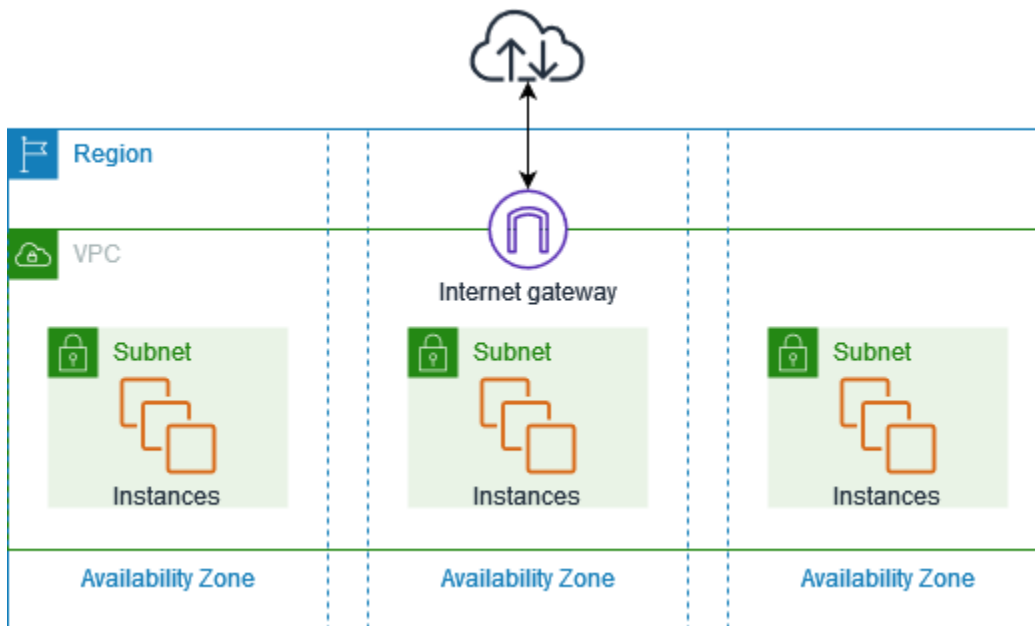 Region
VPC
Internet gateway
Subnet
Instances
Subnet
Instances
Subnet
Instances
Availability Zone
Availability Zone
Availability Zone